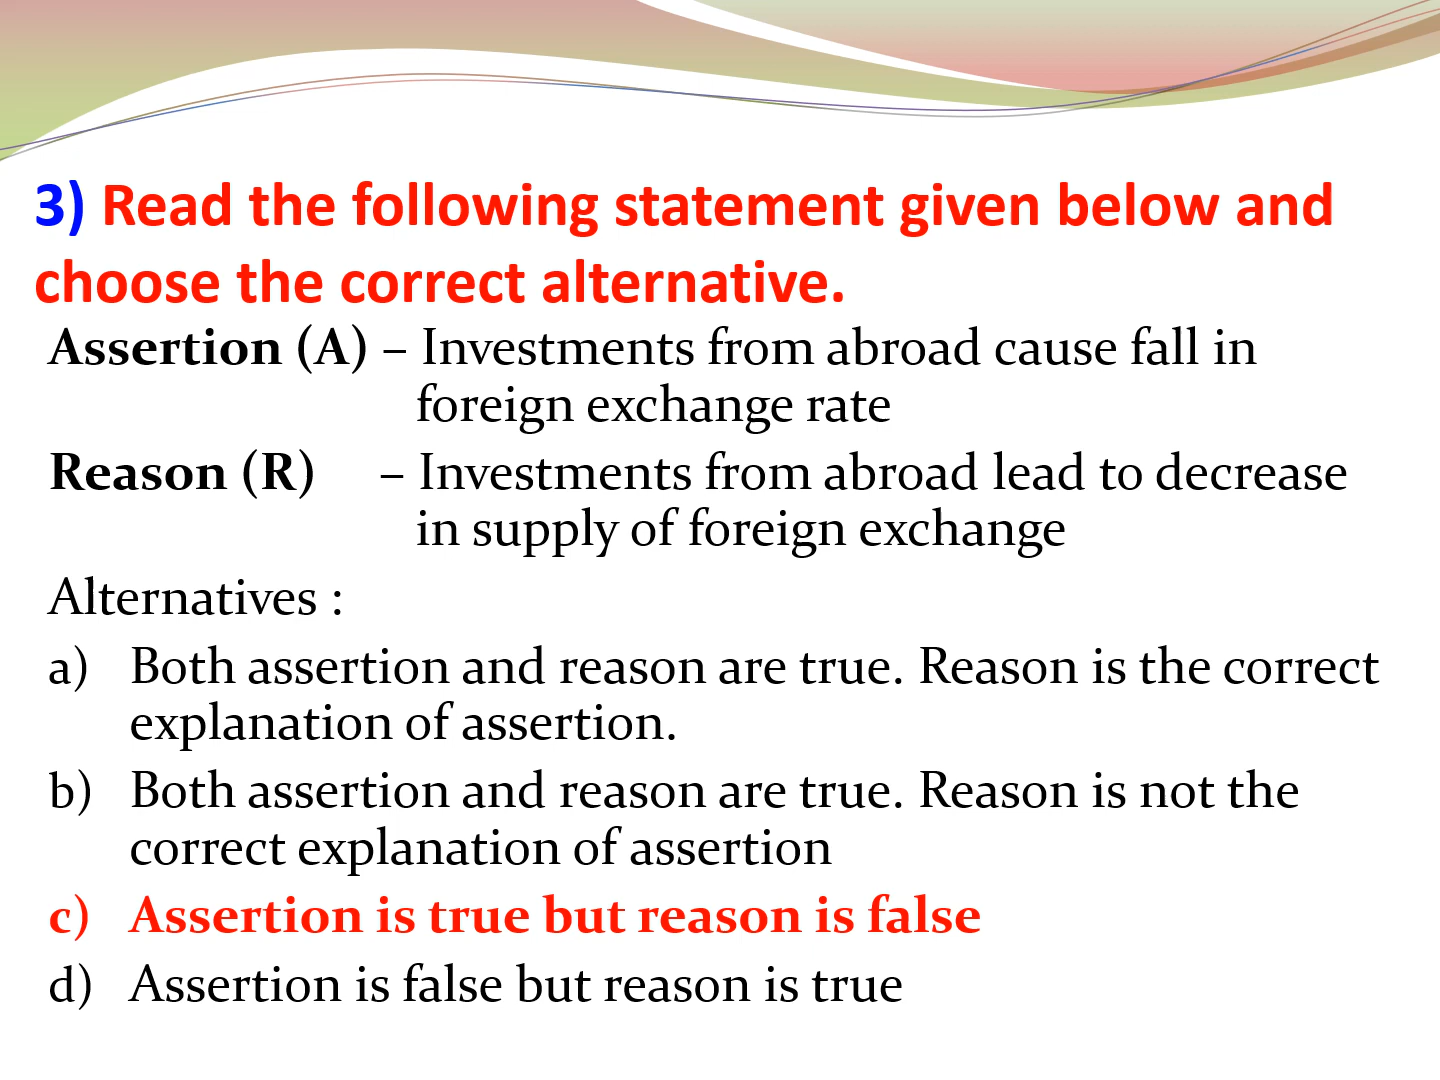 3) Read the following statement given below and
choose the correct alternative.
Assertion (A) – Investments from abroad cause fall in
foreign exchange rate
Reason (R) – Investments from abroad lead to decrease
in supply of foreign exchange
Alternatives :
a) Both assertion and reason are true. Reason is the correct
explanation of assertion.
b) Both assertion and reason are true. Reason is not the
correct explanation of assertion
c) Assertion is true but reason is false
d) Assertion is false but reason is true